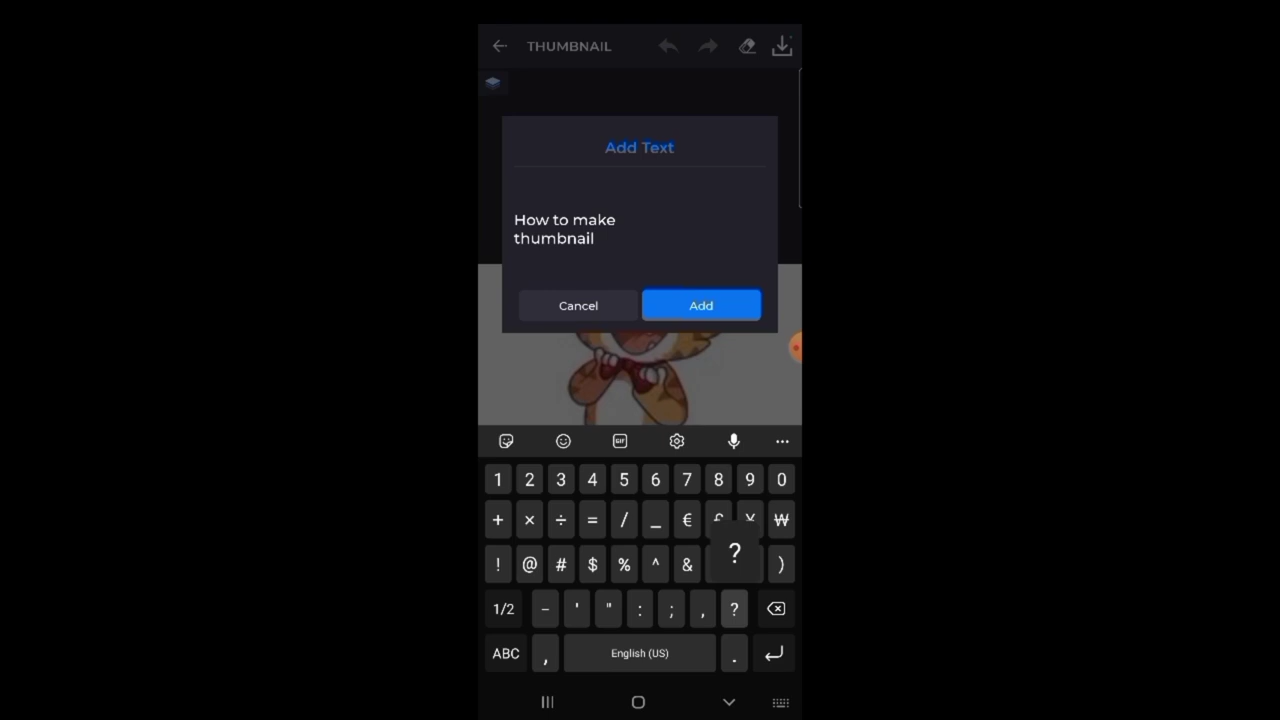 THUMBNAIL
Add Text
How to make
thumbnail
Cancel Add
GIF
1 2 3 4 5 6 7 8 9 0
+ × ÷ = / _ € £ ¥ ₩
! @ # $ % ^ & ? )
1/2 - ' " : ; , ?
ABC , English (US) .